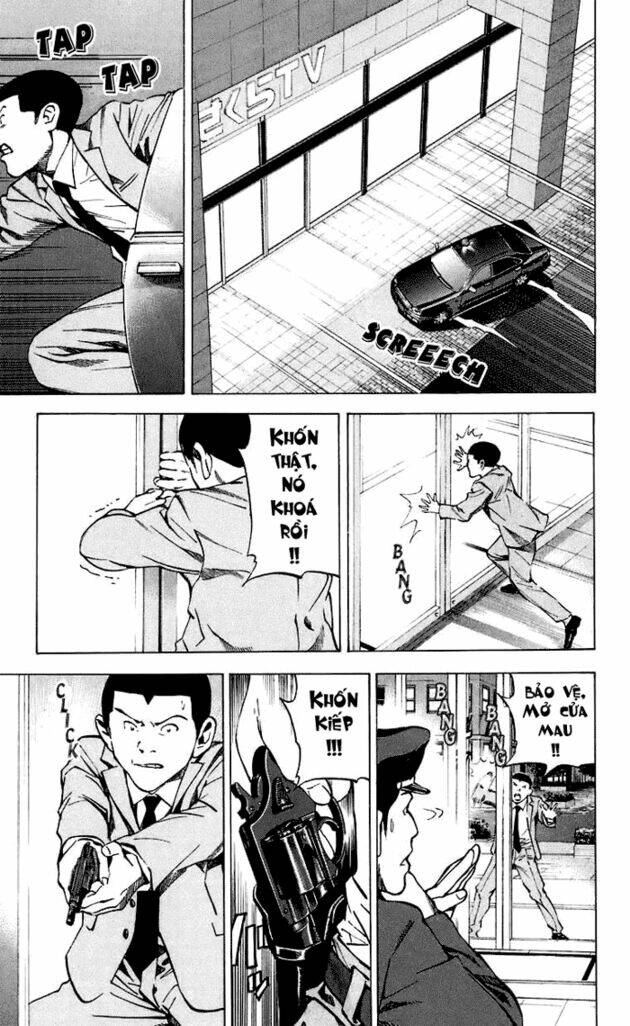 さくらTV
SCREEECH
TAP
TAP
BANG
KHỐN
THẬT,
NÓ
KHOÁ
RỒI
!!
BẢO VỆ,
MỞ CỬA
MAU
!!
BANG
BANG
KHỐN
KIẾP
!!!
CLICK